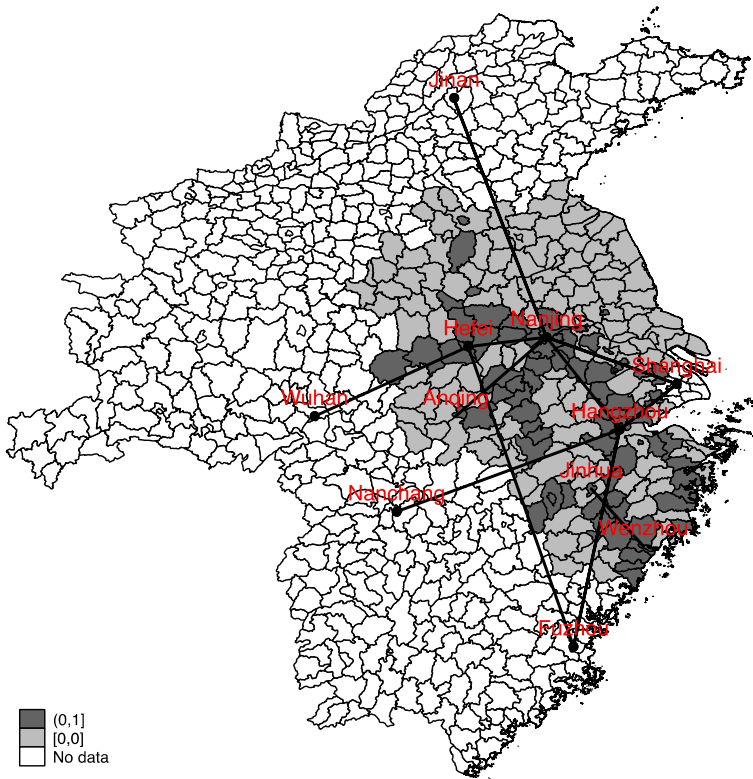 Jinan
Nanjing
Hefei
Shanghai
Wuhan
Anqing
Hangzhou
Jinhua
Nanchang
Wenzhou
Fuzhou
(0,1]
[0,0]
No data